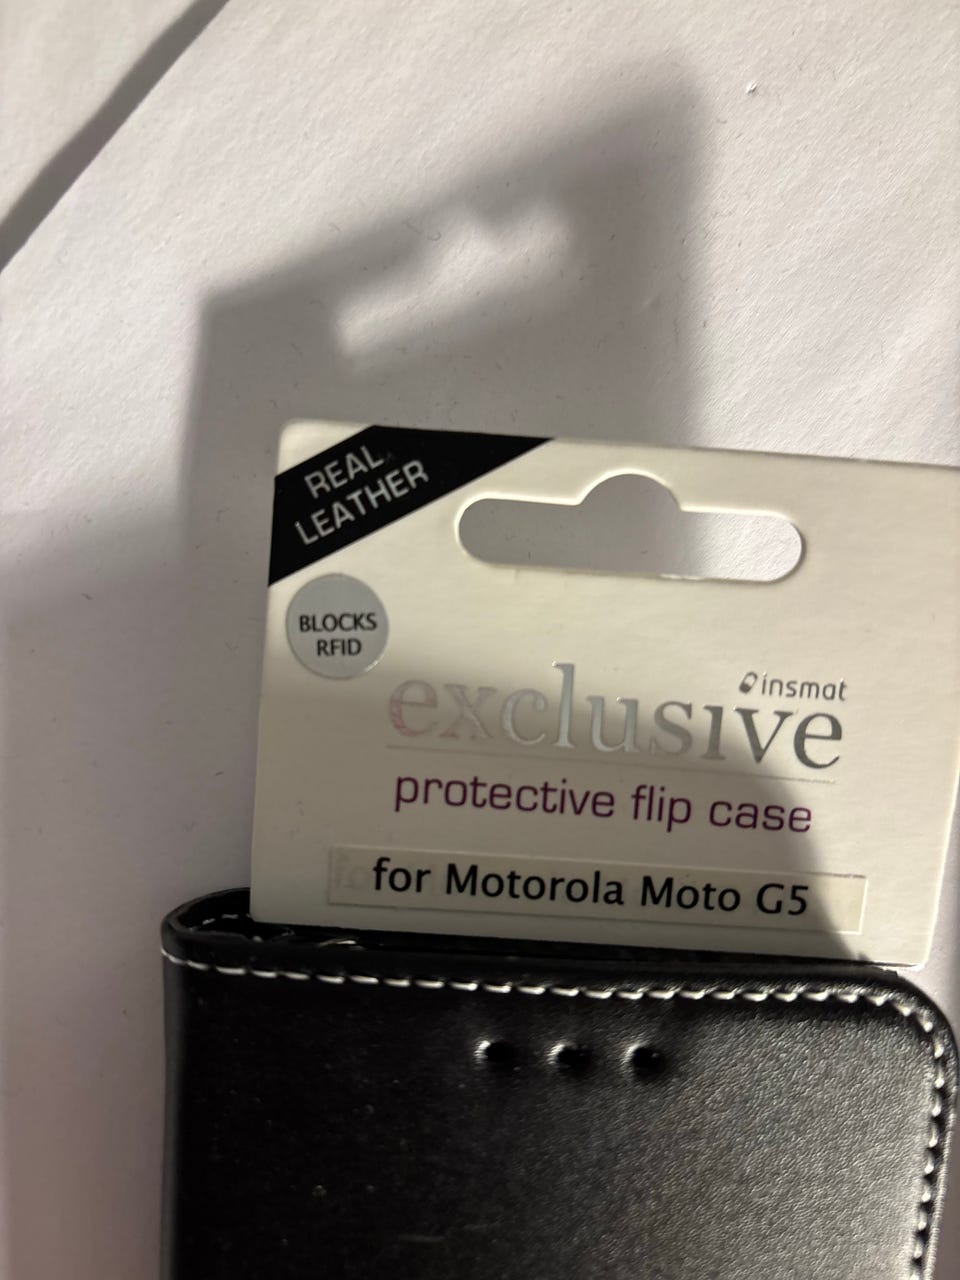 REAL
LEATHER
BLOCKS
RFID
insmat
exclusive
protective flip case
for Motorola Moto G5